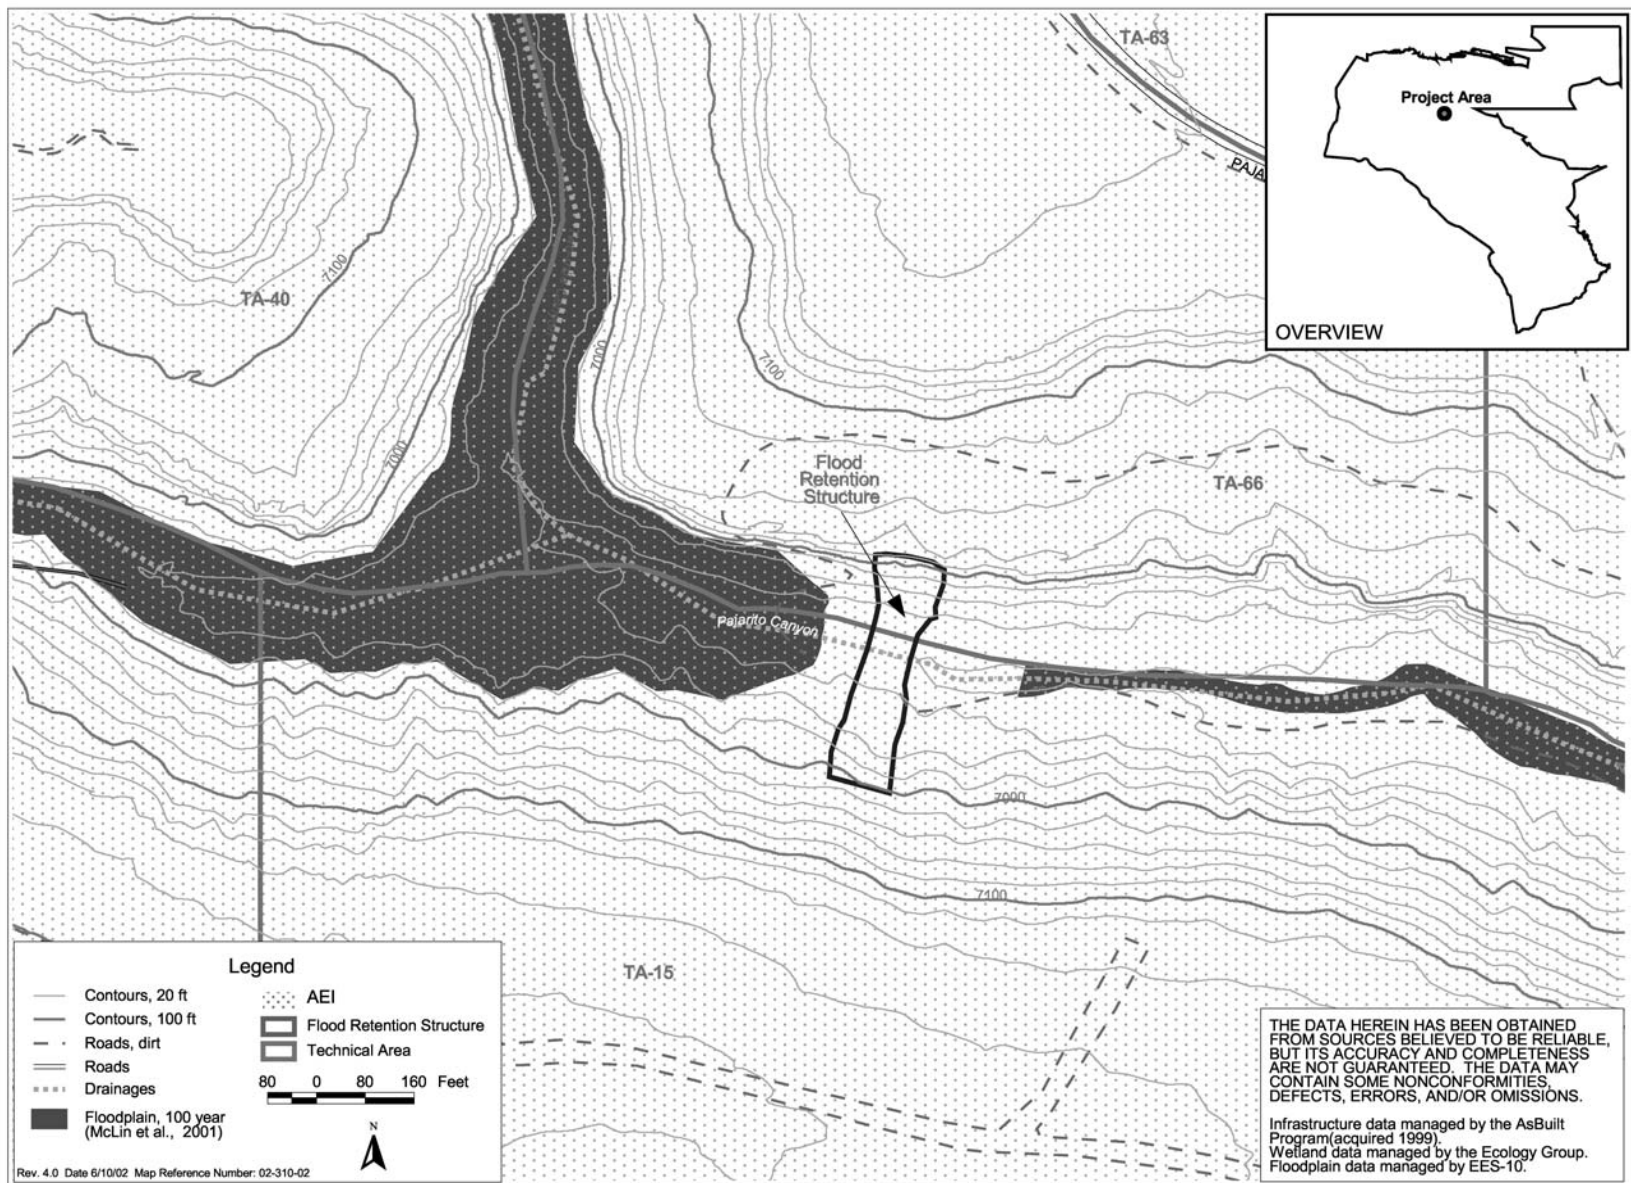 TA-63
PAJA
Project Area
OVERVIEW
7100
TA-40
7000
7100
7000
Flood
Retention
Structure
TA-66
Pajarito Canyon
7000
7100
TA-15
Legend
Contours, 20 ft
Contours, 100 ft
Roads, dirt
Roads
Drainages
Floodplain, 100 year
(McLin et al., 2001)
AEI
Flood Retention Structure
Technical Area
80 0 80 160 Feet
N
Rev. 4.0 Date 6/10/02 Map Reference Number: 02-310-02
THE DATA HEREIN HAS BEEN OBTAINED
FROM SOURCES BELIEVED TO BE RELIABLE,
BUT ITS ACCURACY AND COMPLETENESS
ARE NOT GUARANTEED. THE DATA MAY
CONTAIN SOME NONCONFORMITIES,
DEFECTS, ERRORS, AND/OR OMISSIONS.
Infrastructure data managed by the AsBuilt
Program(acquired 1999).
Wetland data managed by the Ecology Group.
Floodplain data managed by EES-10.